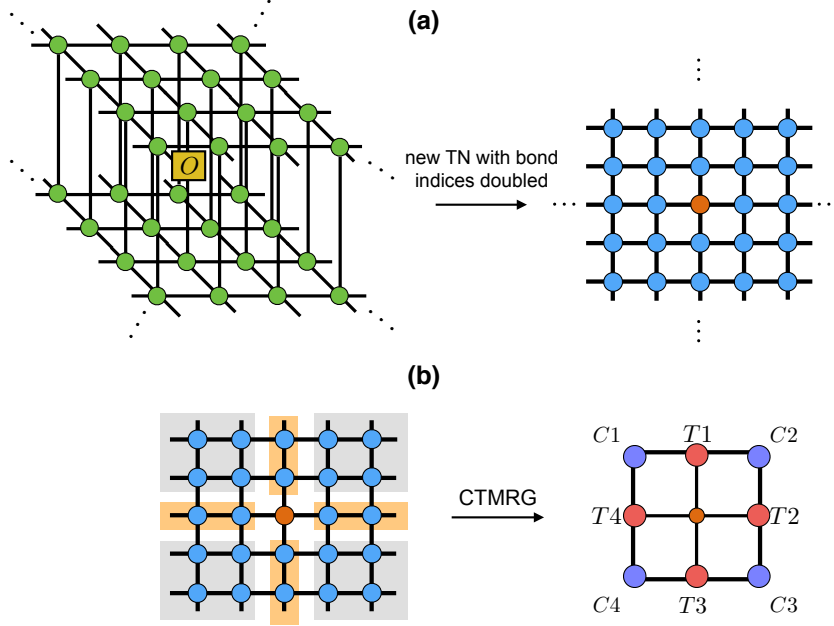 (a)
O
new TN with bond
indices doubled
(b)
CTMRG
C1 T1 C2
T4 T2
C4 T3 C3